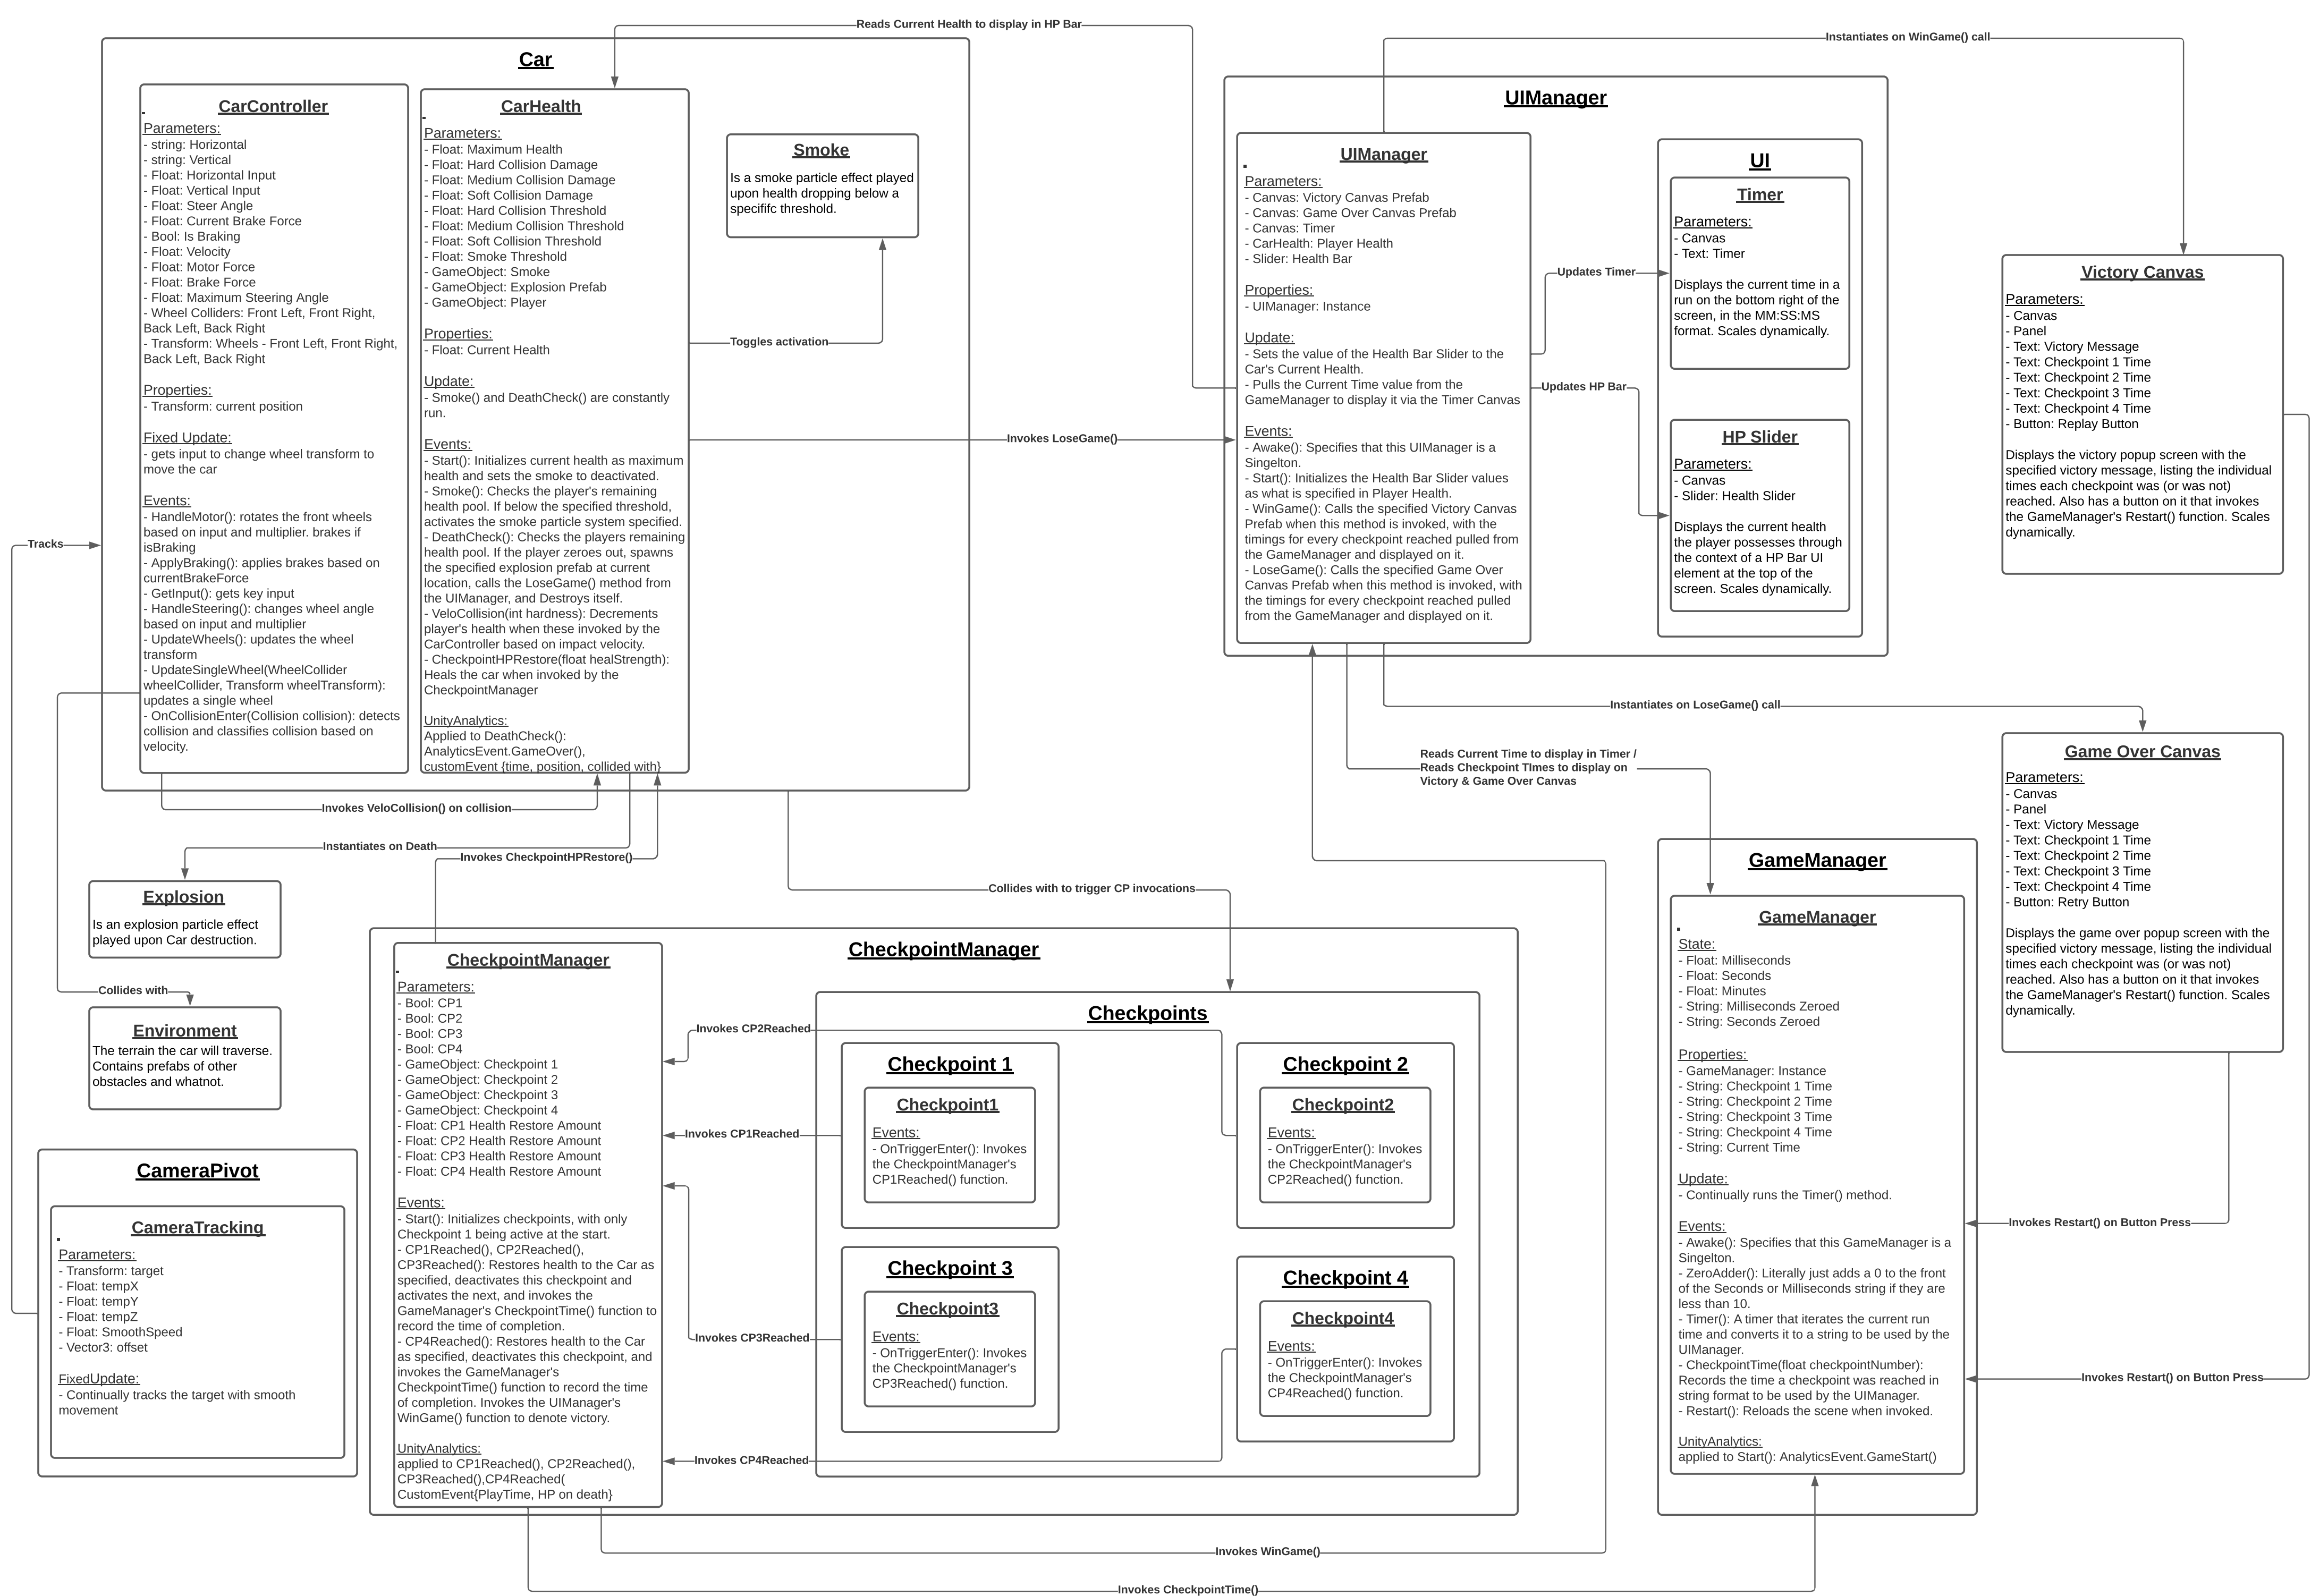 Reads Current Health to display in HP Bar
Instantiates on WinGame() call
Car
CarController
Parameters:
- string: Horizontal
- string: Vertical
- Float: Horizontal Input
- Float: Vertical Input
- Float: Steer Angle
- Float: Current Brake Force
- Bool: Is Braking
- Float: Velocity
- Float: Motor Force
- Float: Brake Force
- Float: Maximum Steering Angle
- Wheel Colliders: Front Left, Front Right,
Back Left, Back Right
- Transform: Wheels - Front Left, Front Right,
Back Left, Back Right
Properties:
- Transform: current position
Fixed Update:
- gets input to change wheel transform to
move the car
Events:
- HandleMotor(): rotates the front wheels
based on input and multiplier. brakes if
isBraking
- ApplyBraking(): applies brakes based on
currentBrakeForce
- GetInput(): gets key input
- HandleSteering(): changes wheel angle
based on input and multiplier
- UpdateWheels(): updates the wheel
transform
- UpdateSingleWheel(WheelCollider
wheelCollider, Transform wheelTransform):
updates a single wheel
- OnCollisionEnter(Collision collision): detects
collision and classifies collision based on
velocity.
CarHealth
Parameters:
- Float: Maximum Health
- Float: Hard Collision Damage
- Float: Medium Collision Damage
- Float: Soft Collision Damage
- Float: Hard Collision Threshold
- Float: Medium Collision Threshold
- Float: Soft Collision Threshold
- Float: Smoke Threshold
- GameObject: Smoke
- GameObject: Explosion Prefab
- GameObject: Player
Properties:
- Float: Current Health
Update:
- Smoke() and DeathCheck() are constantly
run.
Events:
- Start(): Initializes current health as maximum
health and sets the smoke to deactivated.
- Smoke(): Checks the player's remaining
health pool. If below the specified threshold,
activates the smoke particle system specified.
- DeathCheck(): Checks the players remaining
health pool. If the player zeroes out, spawns
the specified explosion prefab at current
location, calls the LoseGame() method from
the UIManager, and Destroys itself.
- VeloCollision(int hardness): Decrements
player's health when these invoked by the
CarController based on impact velocity.
- CheckpointHPRestore(float healStrength):
Heals the car when invoked by the
CheckpointManager
UnityAnalytics:
Applied to DeathCheck():
AnalyticsEvent.GameOver(),
customEvent {time, position, collided with}
Smoke
Is a smoke particle effect played
upon health dropping below a
specififc threshold.
Toggles activation
Invokes LoseGame()
UIManager
UIManager
Parameters:
- Canvas: Victory Canvas Prefab
- Canvas: Game Over Canvas Prefab
- Canvas: Timer
- CarHealth: Player Health
- Slider: Health Bar
Properties:
- UIManager: Instance
Update:
- Sets the value of the Health Bar Slider to the
Car's Current Health.
- Pulls the Current Time value from the
GameManager to display it via the Timer Canvas
Events:
- Awake(): Specifies that this UIManager is a
Singelton.
- Start(): Initializes the Health Bar Slider values
as what is specified in Player Health.
- WinGame(): Calls the specified Victory Canvas
Prefab when this method is invoked, with the
timings for every checkpoint reached pulled from
the GameManager and displayed on it.
- LoseGame(): Calls the specified Game Over
Canvas Prefab when this method is invoked, with
the timings for every checkpoint reached pulled
from the GameManager and displayed on it.
Updates Timer
Updates HP Bar
UI
Timer
Parameters:
- Canvas
- Text: Timer
Displays the current time in a
run on the bottom right of the
screen, in the MM:SS:MS
format. Scales dynamically.
HP Slider
Parameters:
- Canvas
- Slider: Health Slider
Displays the current health
the player possesses through
the context of a HP Bar UI
element at the top of the
screen. Scales dynamically.
Victory Canvas
Parameters:
- Canvas
- Panel
- Text: Victory Message
- Text: Checkpoint 1 Time
- Text: Checkpoint 2 Time
- Text: Checkpoint 3 Time
- Text: Checkpoint 4 Time
- Button: Replay Button
Displays the victory popup screen with the
specified victory message, listing the individual
times each checkpoint was (or was not)
reached. Also has a button on it that invokes
the GameManager's Restart() function. Scales
dynamically.
Tracks
Instantiates on LoseGame() call
Reads Current Time to display in Timer /
Reads Checkpoint TImes to display on
Victory & Game Over Canvas
Game Over Canvas
Parameters:
- Canvas
- Panel
- Text: Victory Message
- Text: Checkpoint 1 Time
- Text: Checkpoint 2 Time
- Text: Checkpoint 3 Time
- Text: Checkpoint 4 Time
- Button: Retry Button
Displays the game over popup screen with the
specified victory message, listing the individual
times each checkpoint was (or was not)
reached. Also has a button on it that invokes
the GameManager's Restart() function. Scales
dynamically.
Invokes VeloCollision() on collision
Instantiates on Death
Invokes CheckpointHPRestore()
Collides with to trigger CP invocations
Explosion
Is an explosion particle effect
played upon Car destruction.
Collides with
Environment
The terrain the car will traverse.
Contains prefabs of other
obstacles and whatnot.
CameraPivot
CameraTracking
Parameters:
- Transform: target
- Float: tempX
- Float: tempY
- Float: tempZ
- Float: SmoothSpeed
- Vector3: offset
FixedUpdate:
- Continually tracks the target with smooth
movement
CheckpointManager
CheckpointManager
Parameters:
- Bool: CP1
- Bool: CP2
- Bool: CP3
- Bool: CP4
- GameObject: Checkpoint 1
- GameObject: Checkpoint 2
- GameObject: Checkpoint 3
- GameObject: Checkpoint 4
- Float: CP1 Health Restore Amount
- Float: CP2 Health Restore Amount
- Float: CP3 Health Restore Amount
- Float: CP4 Health Restore Amount
Events:
- Start(): Initializes checkpoints, with only
Checkpoint 1 being active at the start.
- CP1Reached(), CP2Reached(),
CP3Reached(): Restores health to the Car as
specified, deactivates this checkpoint and
activates the next, and invokes the
GameManager's CheckpointTime() function to
record the time of completion.
- CP4Reached(): Restores health to the Car
as specified, deactivates this checkpoint, and
invokes the GameManager's
CheckpointTime() function to record the time
of completion. Invokes the UIManager's
WinGame() function to denote victory.
UnityAnalytics:
applied to CP1Reached(), CP2Reached(),
CP3Reached(),CP4Reached(
CustomEvent{PlayTime, HP on death}
Invokes CP2Reached
Invokes CP1Reached
Invokes CP3Reached
Invokes CP4Reached
Checkpoints
Checkpoint 1
Checkpoint1
Events:
- OnTriggerEnter(): Invokes
the CheckpointManager's
CP1Reached() function.
Checkpoint 2
Checkpoint2
Events:
- OnTriggerEnter(): Invokes
the CheckpointManager's
CP2Reached() function.
Checkpoint 3
Checkpoint3
Events:
- OnTriggerEnter(): Invokes
the CheckpointManager's
CP3Reached() function.
Checkpoint 4
Checkpoint4
Events:
- OnTriggerEnter(): Invokes
the CheckpointManager's
CP4Reached() function.
GameManager
GameManager
State:
- Float: Milliseconds
- Float: Seconds
- Float: Minutes
- String: Milliseconds Zeroed
- String: Seconds Zeroed
Properties:
- GameManager: Instance
- String: Checkpoint 1 Time
- String: Checkpoint 2 Time
- String: Checkpoint 3 Time
- String: Checkpoint 4 Time
- String: Current Time
Update:
- Continually runs the Timer() method.
Events:
- Awake(): Specifies that this GameManager is a
Singelton.
- ZeroAdder(): Literally just adds a 0 to the front
of the Seconds or Milliseconds string if they are
less than 10.
- Timer(): A timer that iterates the current run
time and converts it to a string to be used by the
UIManager.
- CheckpointTime(float checkpointNumber):
Records the time a checkpoint was reached in
string format to be used by the UIManager.
- Restart(): Reloads the scene when invoked.
UnityAnalytics:
applied to Start(): AnalyticsEvent.GameStart()
Invokes Restart() on Button Press
Invokes Restart() on Button Press
Invokes WinGame()
Invokes CheckpointTime()